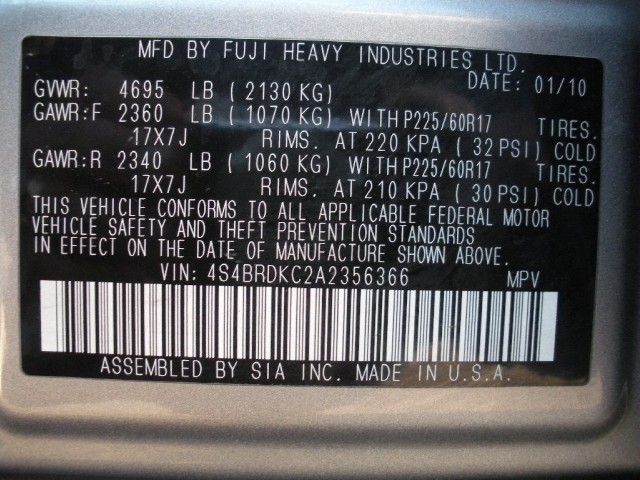 MFD BY FUJI HEAVY INDUSTRIES LTD.
DATE: 01/10
GVWR: 4695 LB (2130 KG)
GAWR:F 2360 LB (1070 KG) WITH P225/60R17 TIRES.
17X7J RIMS. AT 220 KPA (32 PSI) COLD
GAWR:R 2340 LB (1060 KG) WITH P225/60R17 TIRES.
17X7J RIMS. AT 210 KPA (30 PSI) COLD
THIS VEHICLE CONFORMS TO ALL APPLICABLE FEDERAL MOTOR
VEHICLE SAFETY AND THEFT PREVENTION STANDARDS
IN EFFECT ON THE DATE OF MANUFACTURE SHOWN ABOVE.
VIN: 4S4BRDKC2A2356366 MPV
ASSEMBLED BY SIA INC. MADE IN U.S.A.